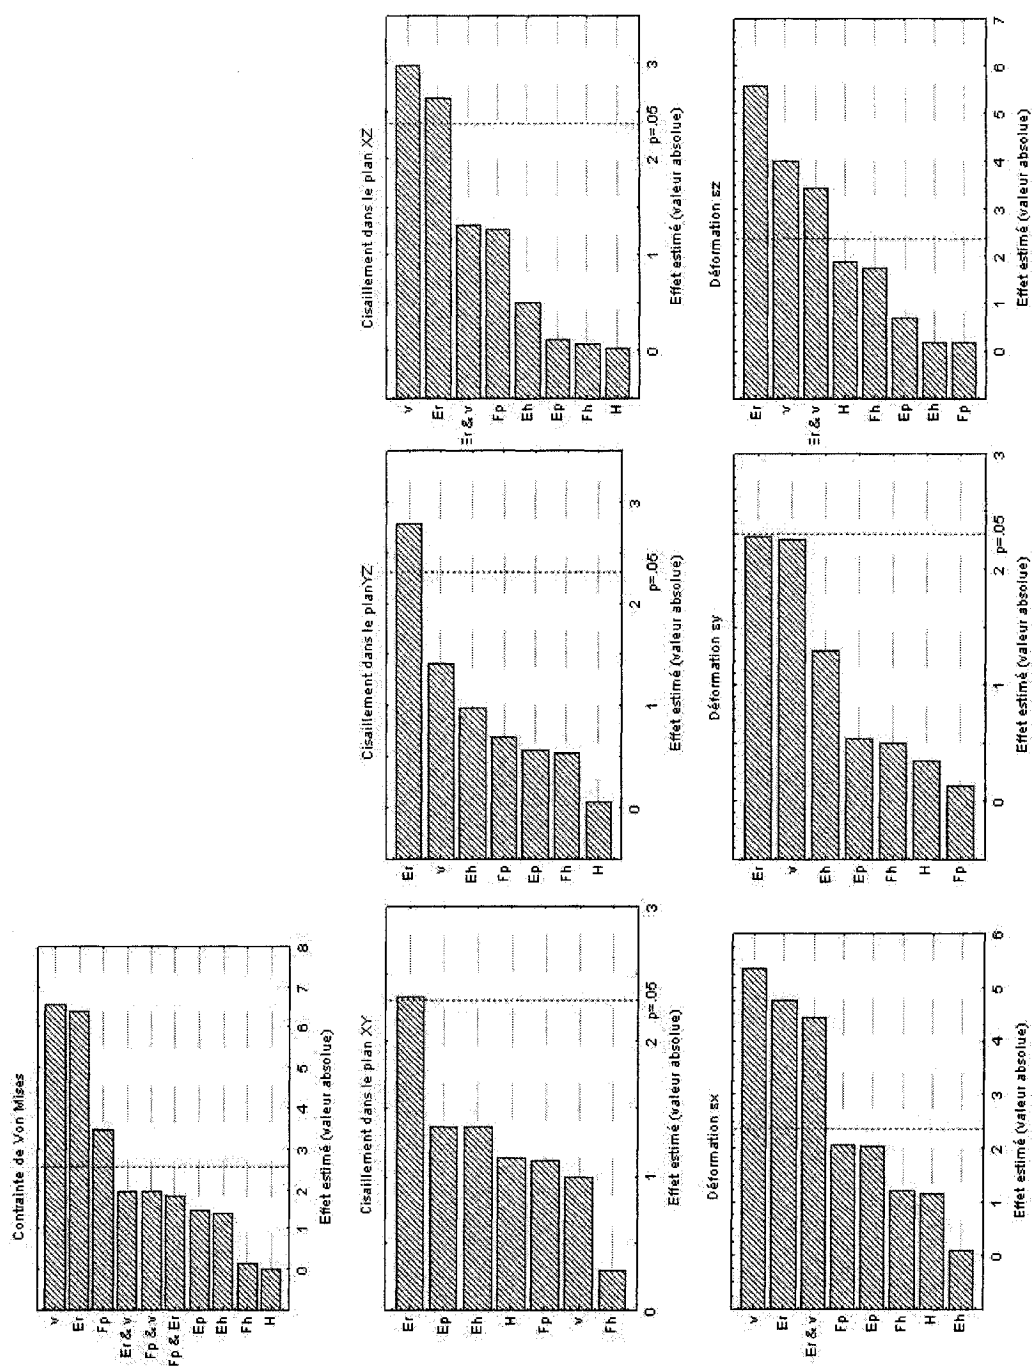 Contrainte de Von Mises
v
Er
Fp
Er & v
Fp & v
Fp & Er
Ep
Eh
Fh
H
0 1 2 3 4 5 6 7 8
Effet estimé (valeur absolue)
Cisaillement dans le plan XY
Er
Ep
Eh
H
Fp
v
Fh
0 1 2 p=.05 3
Effet estimé (valeur absolue)
Cisaillement dans le plan YZ
Er
v
Eh
Fp
Ep
Fh
H
0 1 2 p=.05 3
Effet estimé (valeur absolue)
Cisaillement dans le plan XZ
v
Er
Er & v
Fp
Eh
Ep
Fh
H
0 1 2 p=.05 3
Effet estimé (valeur absolue)
Déformation εx
v
Er
Er & v
Fp
Ep
Fh
H
Eh
0 1 2 3 4 5 6
Effet estimé (valeur absolue)
Déformation εy
Er
v
Eh
Ep
Fh
H
Fp
0 1 2 p=.05 3
Effet estimé (valeur absolue)
Déformation εz
Er
v
Er & v
H
Fh
Ep
Eh
Fp
0 1 2 3 4 5 6 7
Effet estimé (valeur absolue)